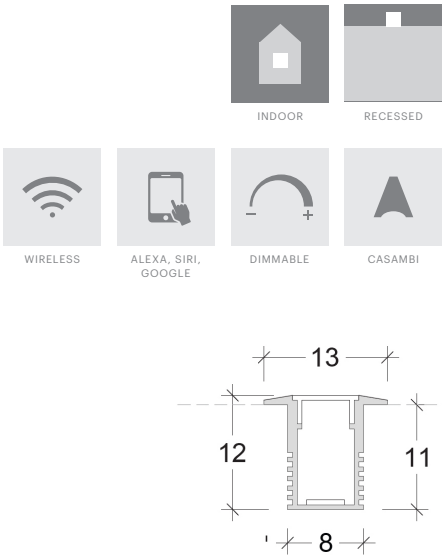 INDOOR
RECESSED
WIRELESS
ALEXA, SIRI,
GOOGLE
DIMMABLE
CASAMBI
13
12
11
8